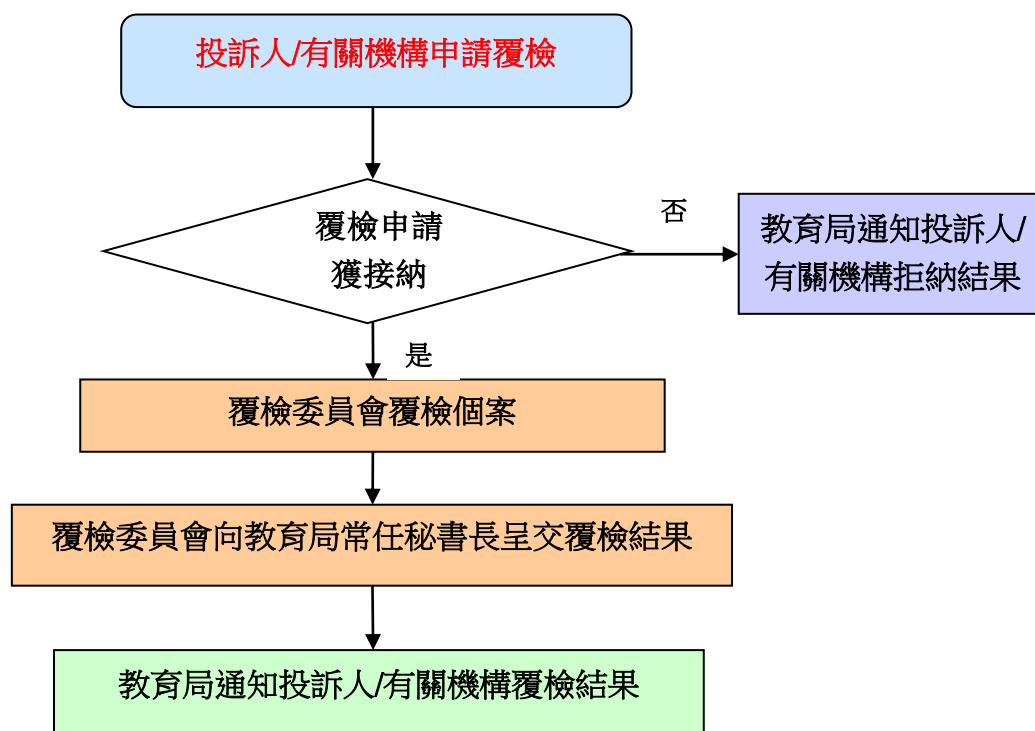 投訴人/有關機構申請覆檢
覆檢申請
獲接納
否
教育局通知投訴人/
有關機構拒納結果
是
覆檢委員會覆檢個案
覆檢委員會向教育局常任秘書長呈交覆檢結果
教育局通知投訴人/有關機構覆檢結果